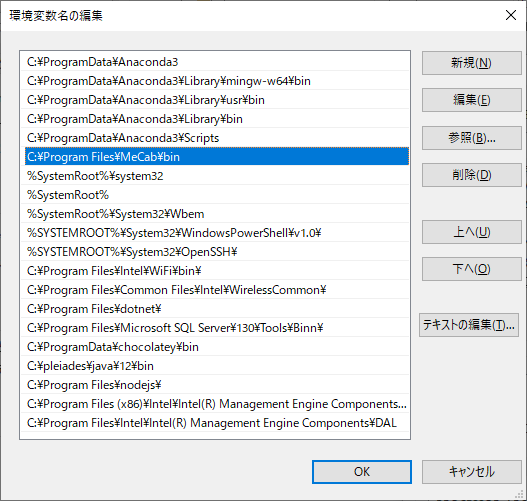 環境変数名の編集
C:¥ProgramData¥Anaconda3
C:¥ProgramData¥Anaconda3¥Library¥mingw-w64¥bin
C:¥ProgramData¥Anaconda3¥Library¥usr¥bin
C:¥ProgramData¥Anaconda3¥Library¥bin
C:¥ProgramData¥Anaconda3¥Scripts
C:¥Program Files¥MeCab¥bin
%SystemRoot%¥system32
%SystemRoot%
%SystemRoot%¥System32¥Wbem
%SYSTEMROOT%¥System32¥WindowsPowerShell¥v1.0¥
%SYSTEMROOT%¥System32¥OpenSSH¥
C:¥Program Files¥Intel¥WiFi¥bin¥
C:¥Program Files¥Common Files¥Intel¥WirelessCommon¥
C:¥Program Files¥dotnet¥
C:¥Program Files¥Microsoft SQL Server¥130¥Tools¥Binn¥
C:¥ProgramData¥chocolatey¥bin
C:¥pleiades¥java¥12¥bin
C:¥Program Files¥nodejs¥
C:¥Program Files (x86)¥Intel¥Intel(R) Management Engine Components...
C:¥Program Files¥Intel¥Intel(R) Management Engine Components¥DAL
新規(N)
編集(E)
参照(B)...
削除(D)
上へ(U)
下へ(O)
テキストの編集(T)...
OK
キャンセル